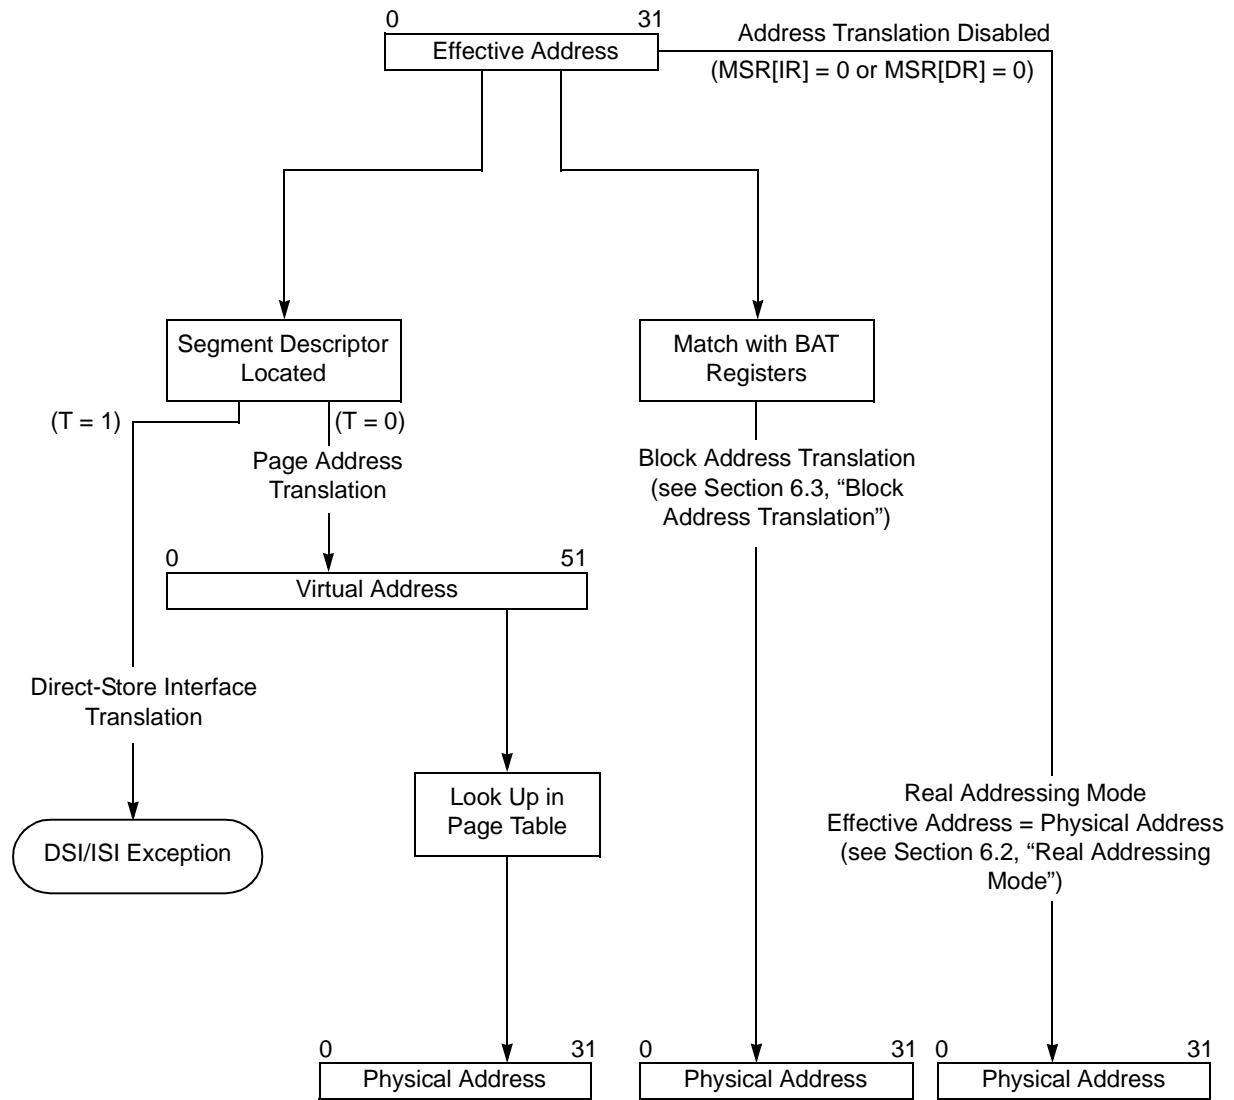 0 31
Effective Address
Address Translation Disabled
(MSR[IR] = 0 or MSR[DR] = 0)
Segment Descriptor
Located
Match with BAT
Registers
(T = 1)
(T = 0)
Page Address
Translation
Block Address Translation
(see Section 6.3, “Block
Address Translation”)
0 51
Virtual Address
Direct-Store Interface
Translation
Look Up in
Page Table
DSI/ISI Exception
Real Addressing Mode
Effective Address = Physical Address
(see Section 6.2, “Real Addressing
Mode”)
0 31
Physical Address
0 31
Physical Address
0 31
Physical Address